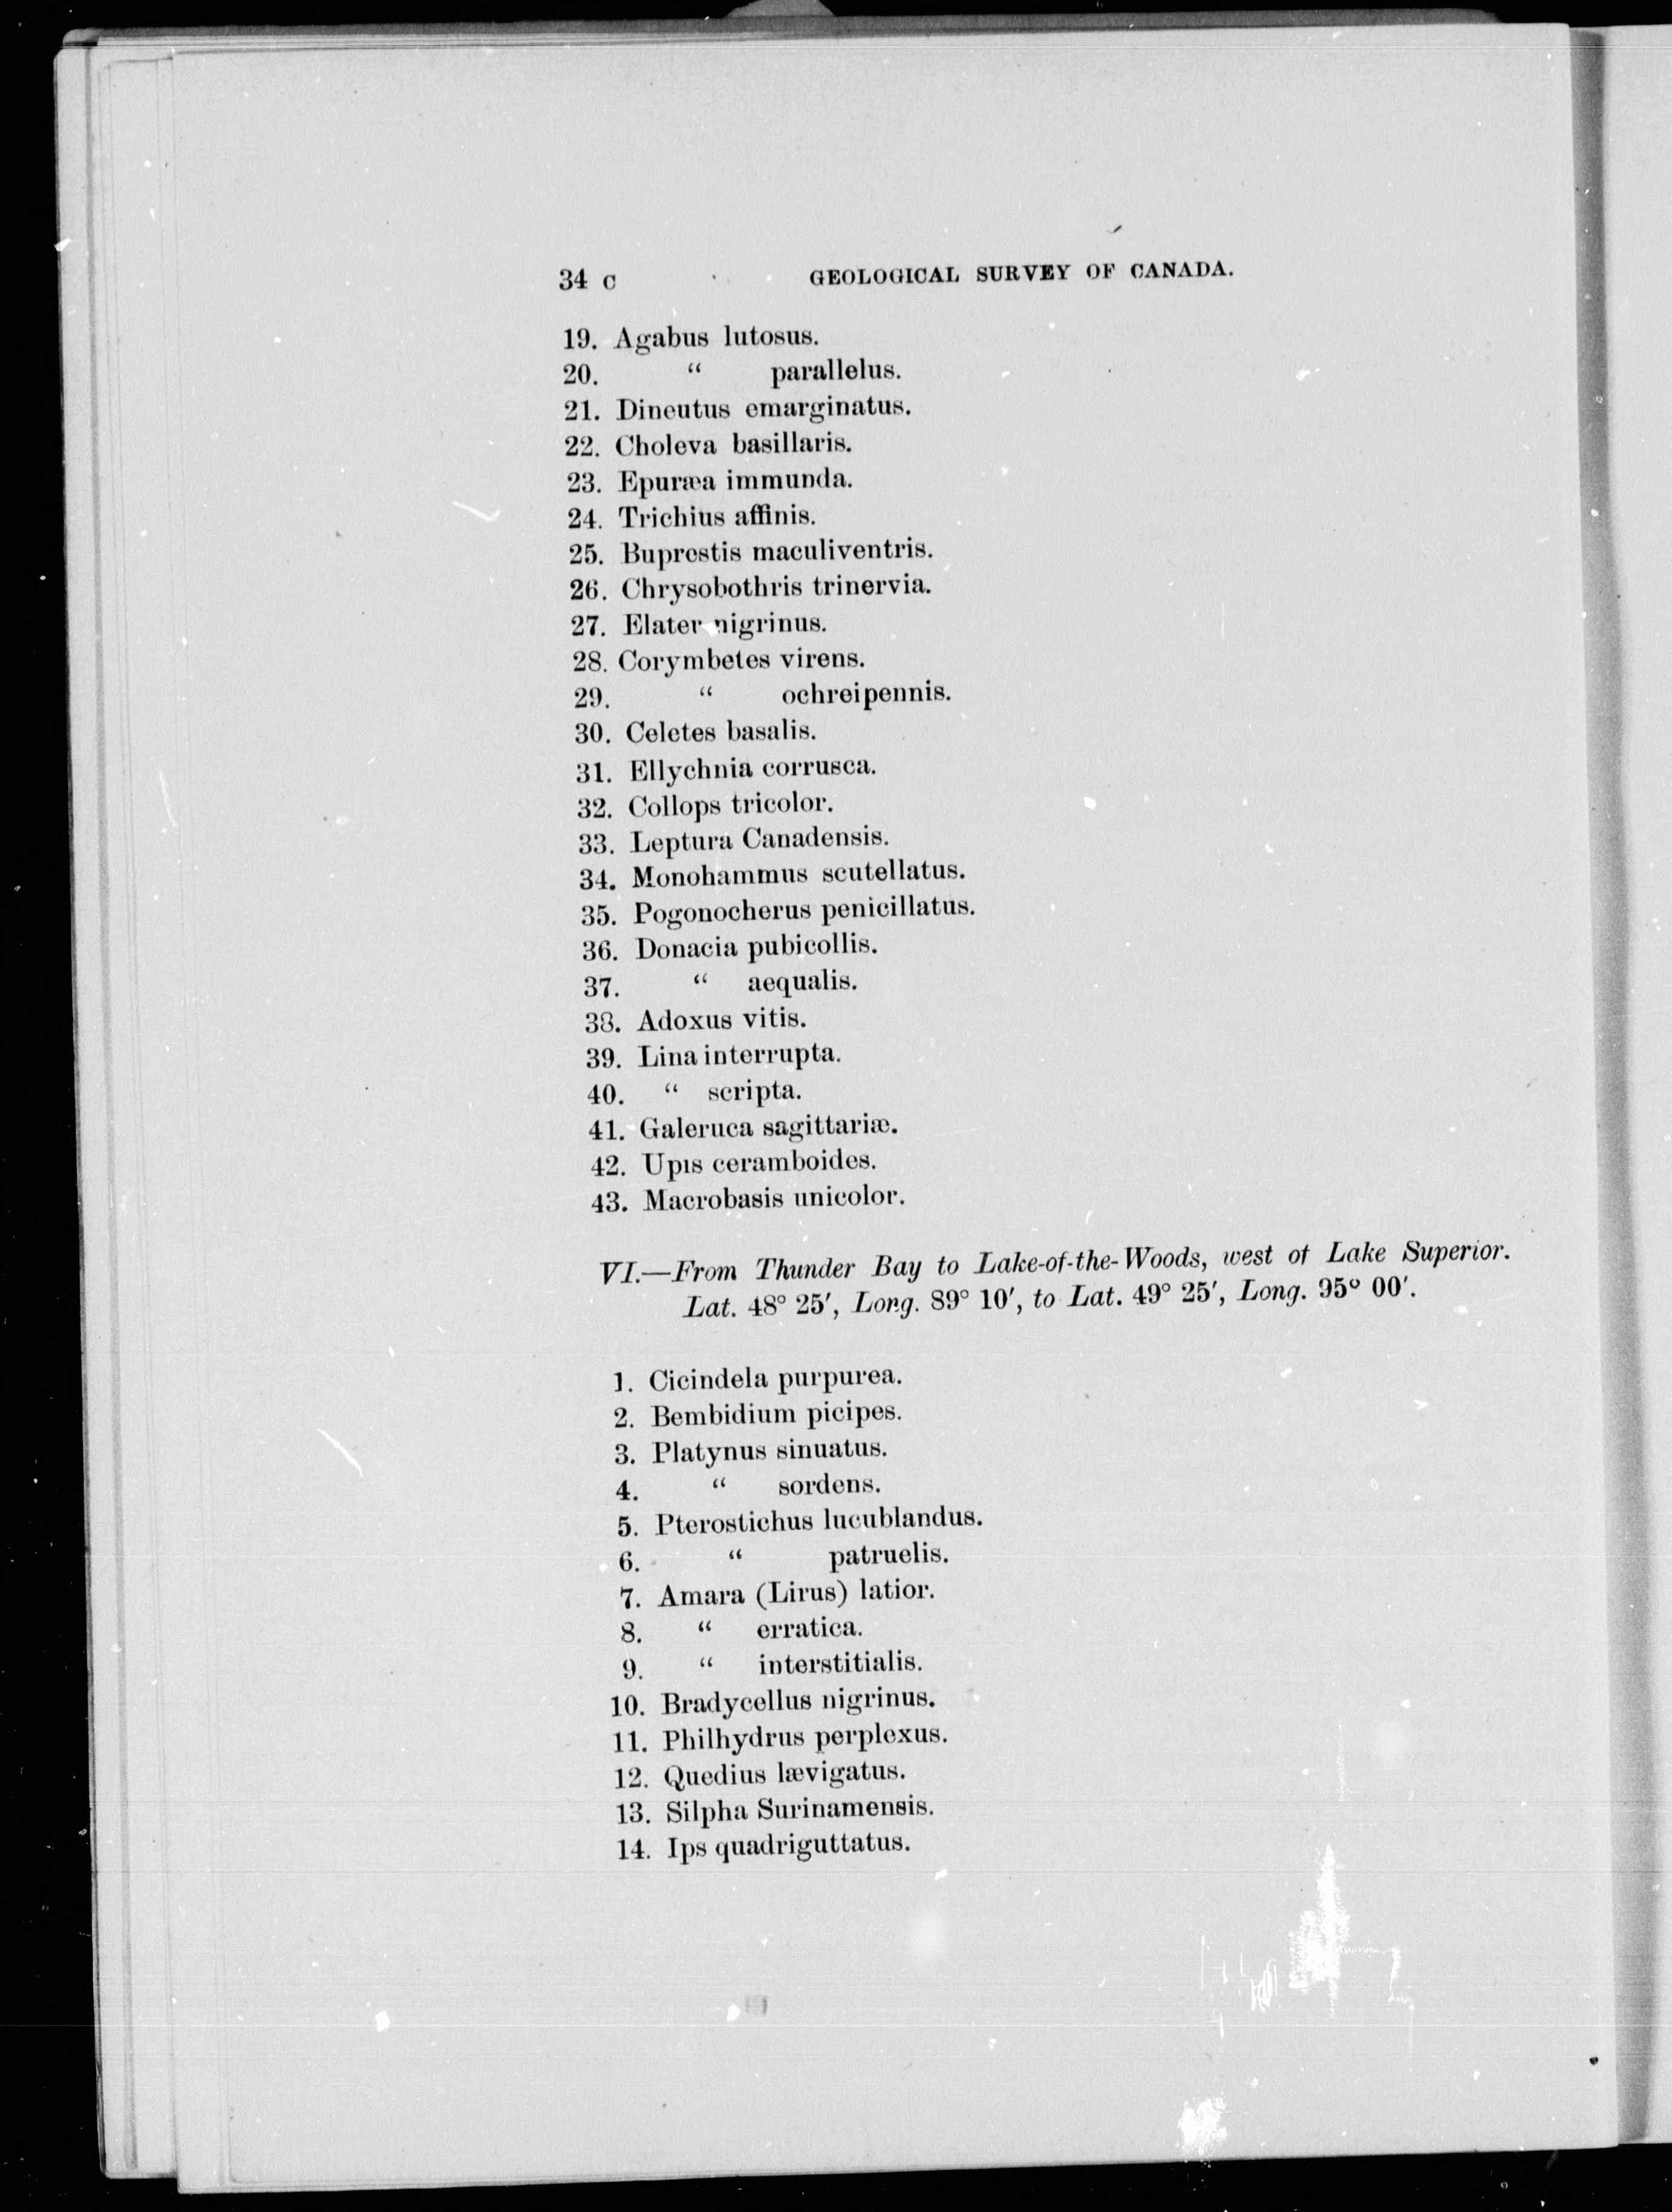 34 C GEOLOGICAL SURVEY OF CANADA.
19. Agabus lutosus.
20. “ parallelus.
21. Dineutus emarginatus.
22. Choleva basillaris.
23. Epuræa immunda.
24. Trichius affinis.
25. Buprestis maculiventris.
26. Chrysobothris trinervia.
27. Elater nigrinus.
28. Corymbetes virens.
29. “ ochreipennis.
30. Celetes basalis.
31. Ellychnia corrusca.
32. Collops tricolor.
33. Leptura Canadensis.
34. Monohammus scutellatus.
35. Pogonocherus penicillatus.
36. Donacia pubicollis.
37. “ aequalis.
38. Adoxus vitis.
39. Lina interrupta.
40. “ scripta.
41. Galeruca sagittariæ.
42. Upis ceramboides.
43. Macrobasis unicolor.
VI.—From Thunder Bay to Lake-of-the-Woods, west of Lake Superior.
Lat. 48° 25′, Long. 89° 10′, to Lat. 49° 25′, Long. 95° 00′.
1. Cicindela purpurea.
2. Bembidium picipes.
3. Platynus sinuatus.
4. “ sordens.
5. Pterostichus lucublandus.
6. “ patruelis.
7. Amara (Lirus) latior.
8. “ erratica.
9. “ interstitialis.
10. Bradycellus nigrinus.
11. Philhydrus perplexus.
12. Quedius lævigatus.
13. Silpha Surinamensis.
14. Ips quadriguttatus.